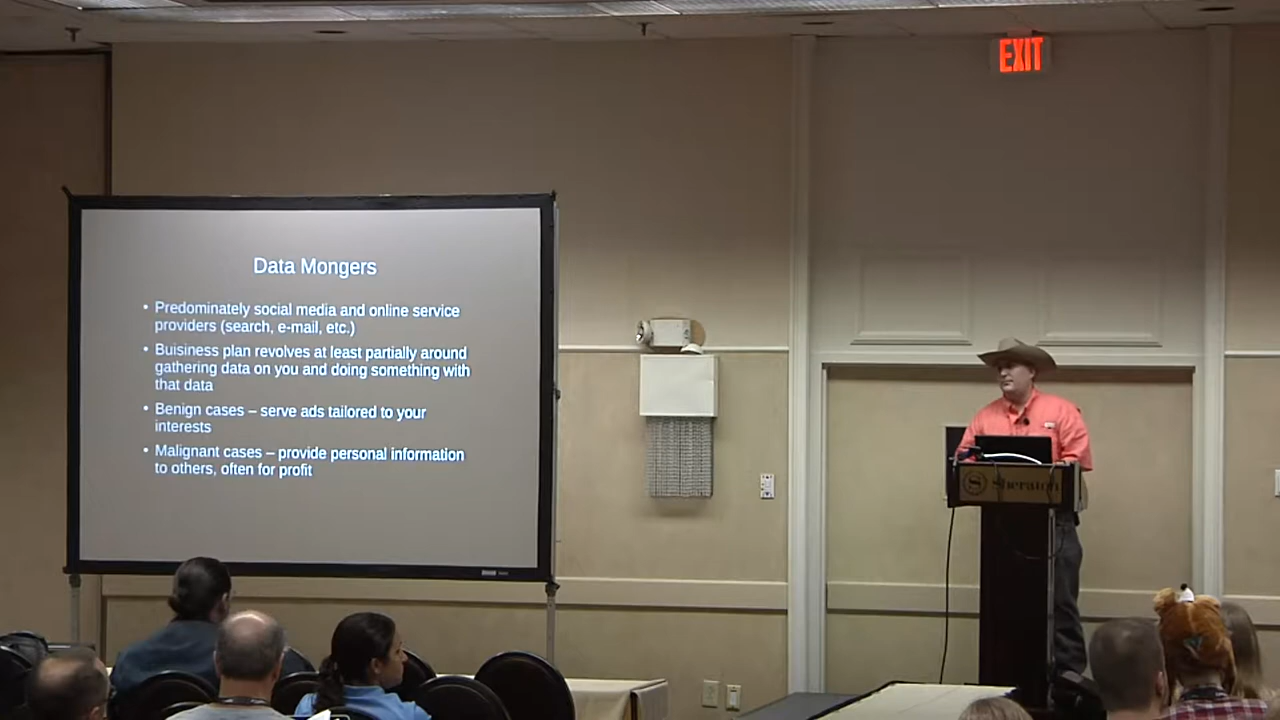 EXIT
Data Mongers
• Predominately social media and online service
providers (search, e-mail, etc.)
• Buisiness plan revolves at least partially around
gathering data on you and doing something with
that data
• Benign cases – serve ads tailored to your
interests
• Malignant cases – provide personal information
to others, often for profit
S Sheraton